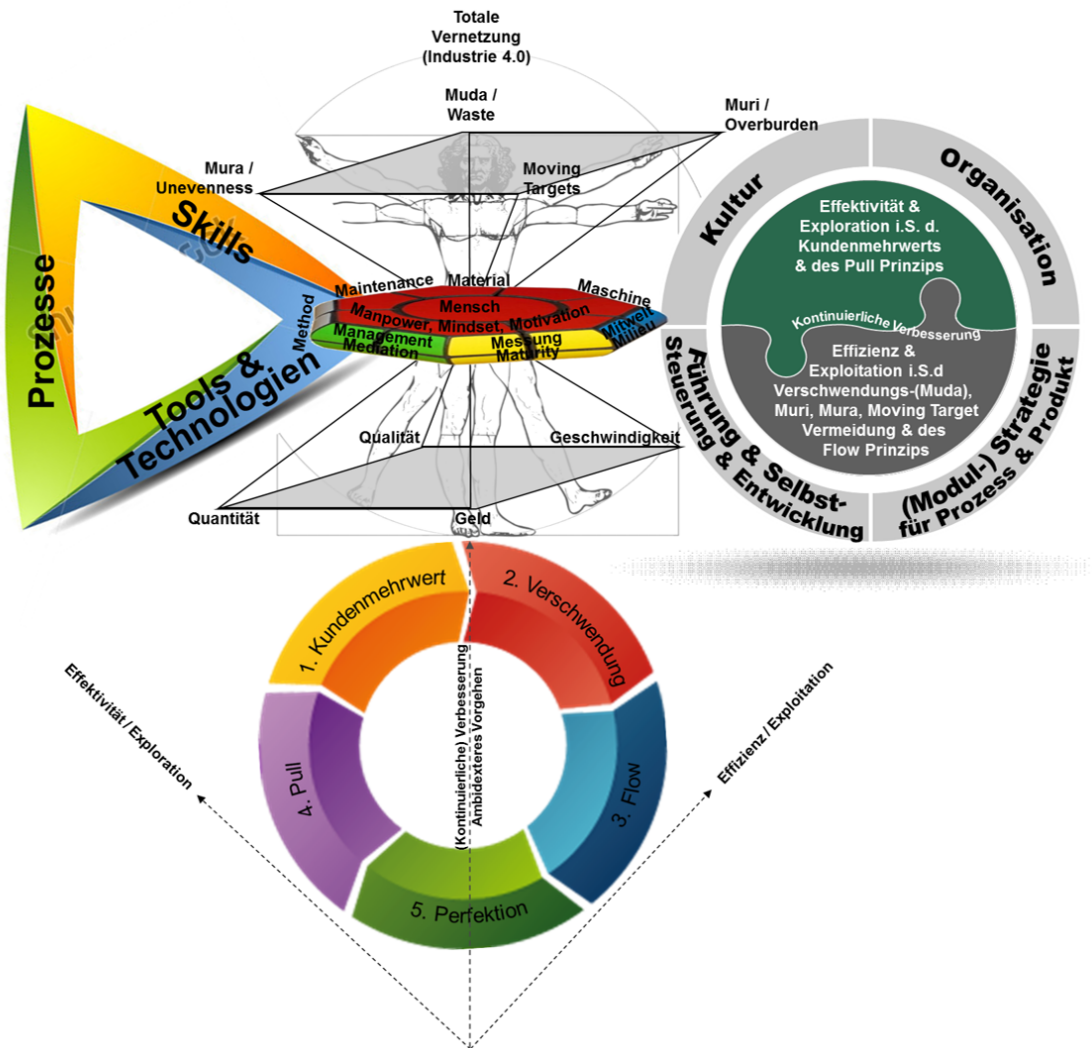 Totale
Vernetzung
(Industrie 4.0)
Muda /
Waste
Muri /
Overburden
Mura /
Unevenness
Moving
Targets
Skills
Prozesse
Tools &
Technologien
Maintenance
Material
Maschine
Method
Mensch
Manpower, Mindset, Motivation
Management
Mediation
Messung
Maturity
Mitwelt
Milieu
Qualität
Geschwindigkeit
Quantität
Geld
Kultur
Organisation
Führung & Selbst-
Steuerung & Entwicklung
(Modul-) Strategie
für Prozess & Produkt
Effektivität &
Exploration i.S. d.
Kundenmehrwerts
& des Pull Prinzips
Kontinuierliche Verbesserung
Effizienz &
Exploitation i.S.d
Verschwendungs-(Muda),
Muri, Mura, Moving Target
Vermeidung & des
Flow Prinzips
1. Kundenmehrwert
2. Verschwendung
3. Flow
4. Pull
5. Perfektion
(Kontinuierliche) Verbesserung
Ambidexteres Vorgehen
Effektivität / Exploration
Effizienz / Exploitation